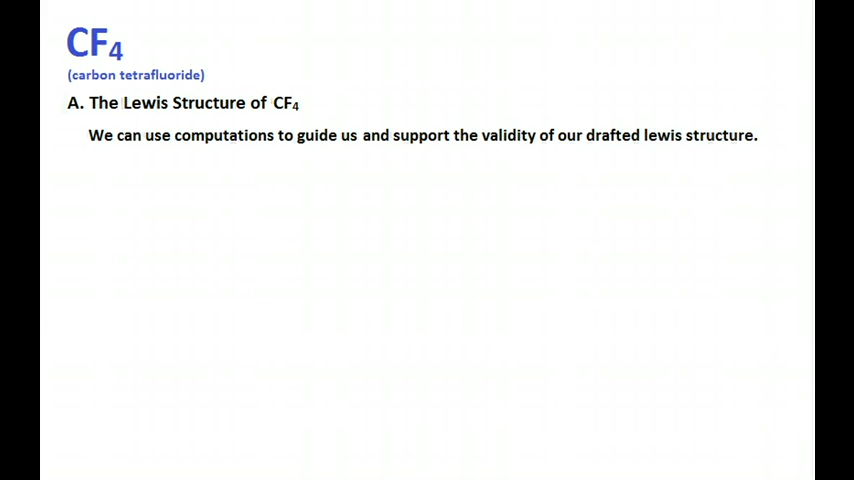 CF₄
(carbon tetrafluoride)
A. The Lewis Structure of CF₄
We can use computations to guide us and support the validity of our drafted lewis structure.